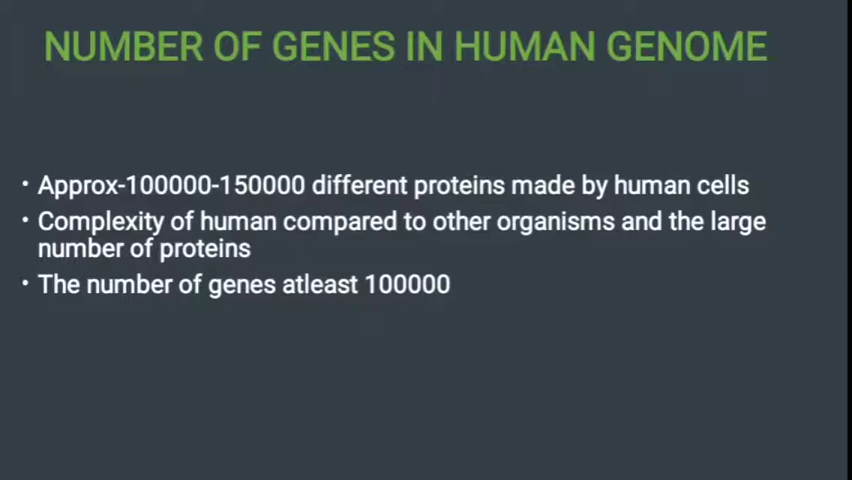 NUMBER OF GENES IN HUMAN GENOME
• Approx-100000-150000 different proteins made by human cells
• Complexity of human compared to other organisms and the large
number of proteins
• The number of genes atleast 100000